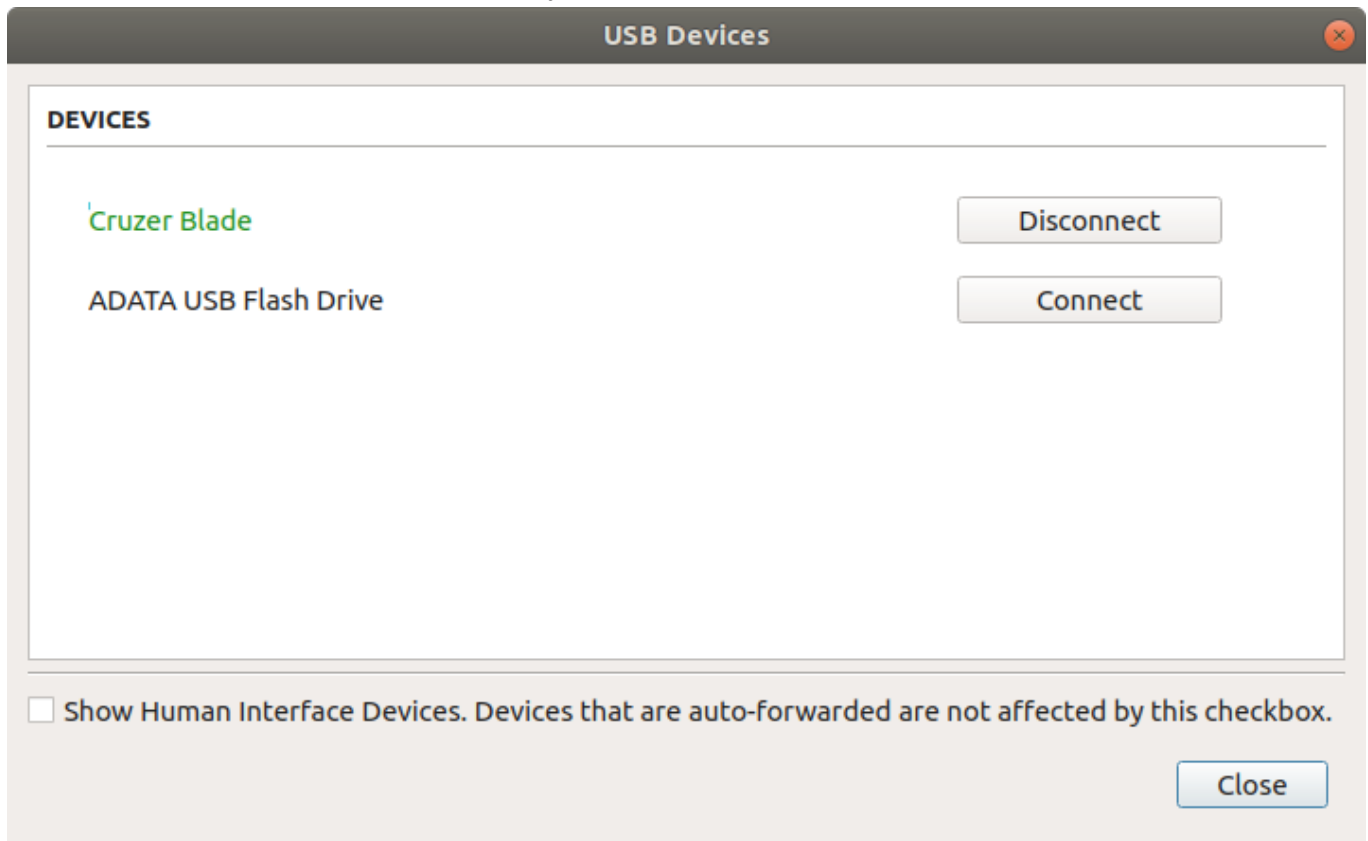 USB Devices
DEVICES
Cruzer Blade
Disconnect
ADATA USB Flash Drive
Connect
Show Human Interface Devices. Devices that are auto-forwarded are not affected by this checkbox.
Close